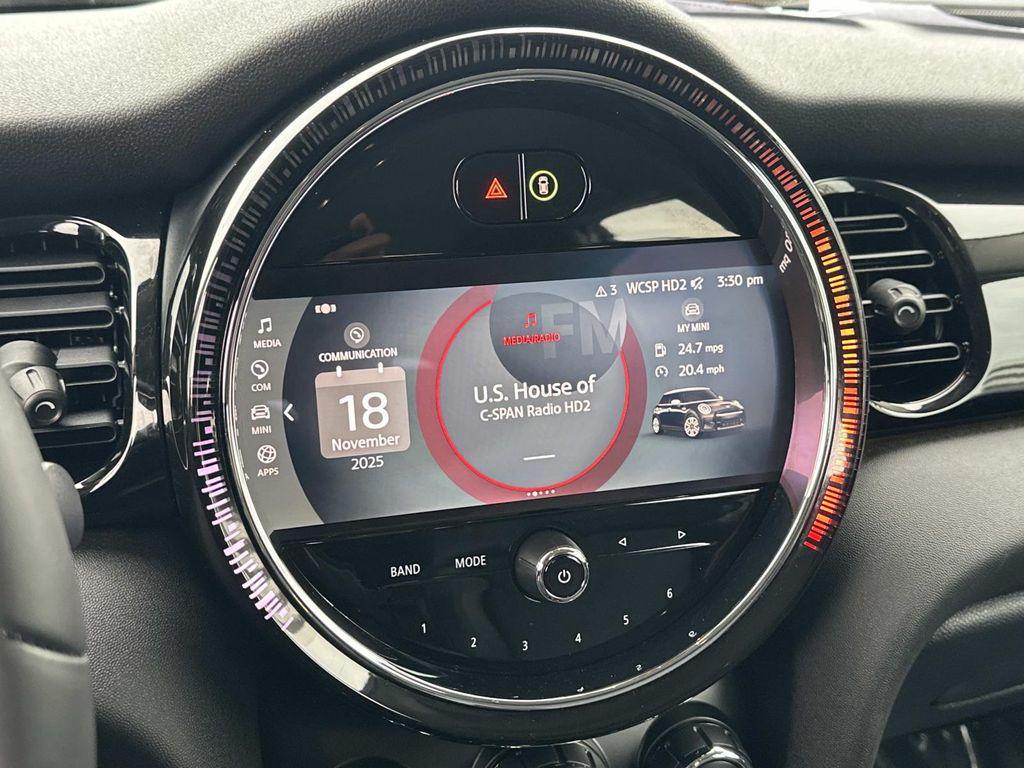 3 WCSP HD2 3:30 pm
MEDIA
COM
MINI
APPS
COMMUNICATION
18
November
2025
FM
MEDIA/RADIO
U.S. House of
C-SPAN Radio HD2
MY MINI
24.7 mpg
20.4 mph
BAND
MODE
1
2
3
4
5
6